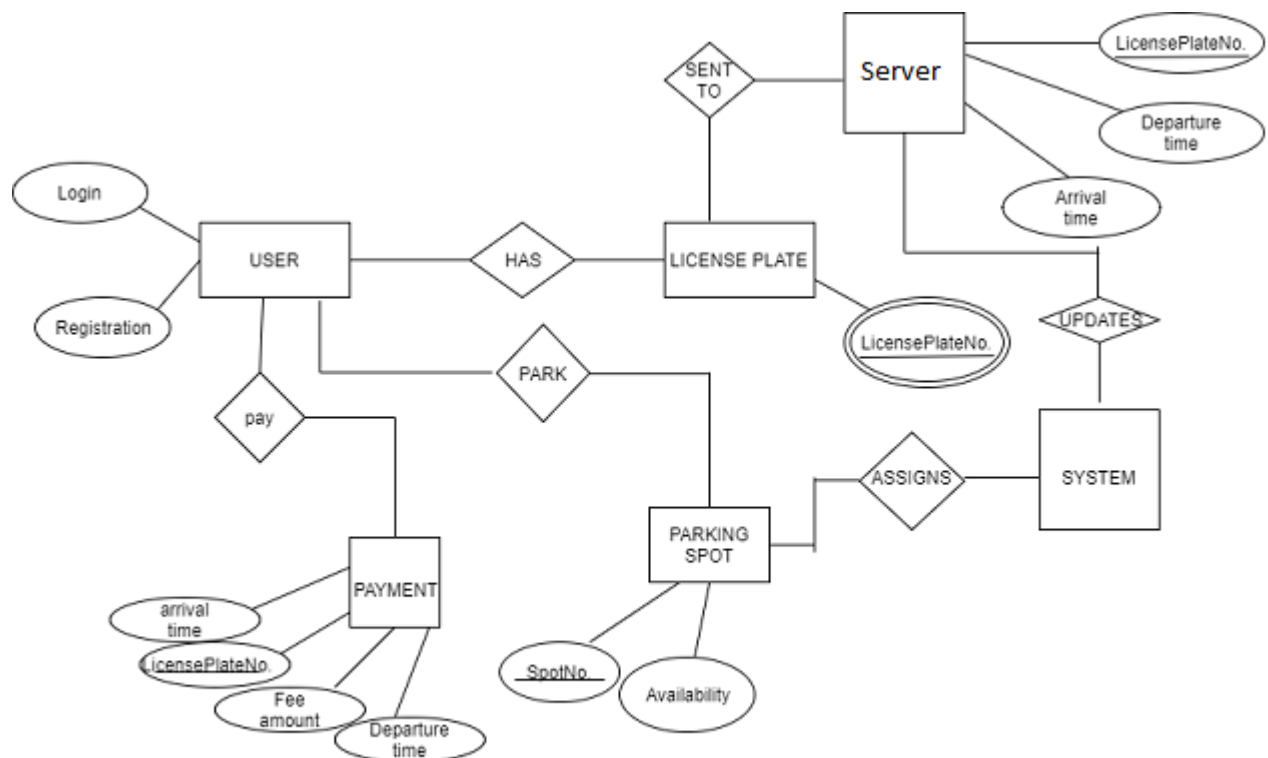 LicensePlateNo.
SENT
TO
Server
Departure
time
Login
Arrival
time
USER
HAS
LICENSE PLATE
Registration
UPDATES
LicensePlateNo.
PARK
pay
ASSIGNS
SYSTEM
PARKING
SPOT
PAYMENT
arrival
time
LicensePlateNo.
SpotNo.
Availability
Fee
amount
Departure
time